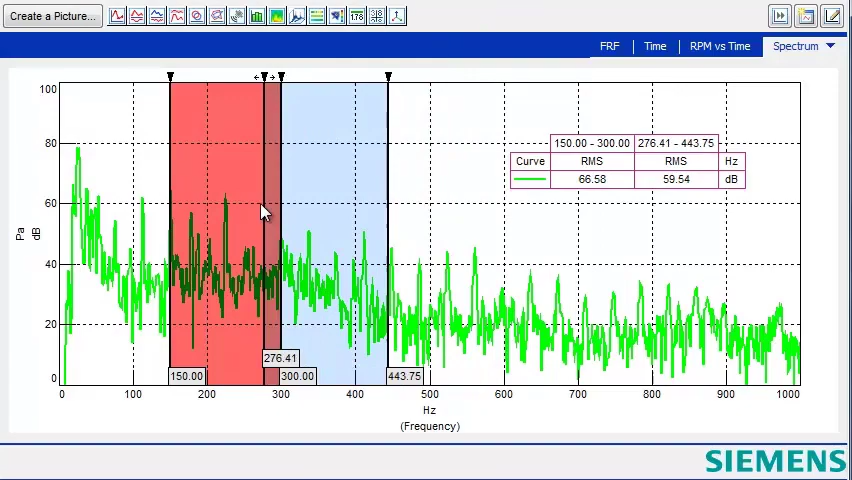 Create a Picture...
1.78
FRF Time RPM vs Time Spectrum
100
80
60
40
20
0
Pa
dB
150.00 - 300.00 276.41 - 443.75
Curve RMS RMS Hz
66.58 59.54 dB
276.41
150.00 300.00 443.75
0 100 200 300 400 500 600 700 800 900 1000
Hz
(Frequency)
SIEMENS